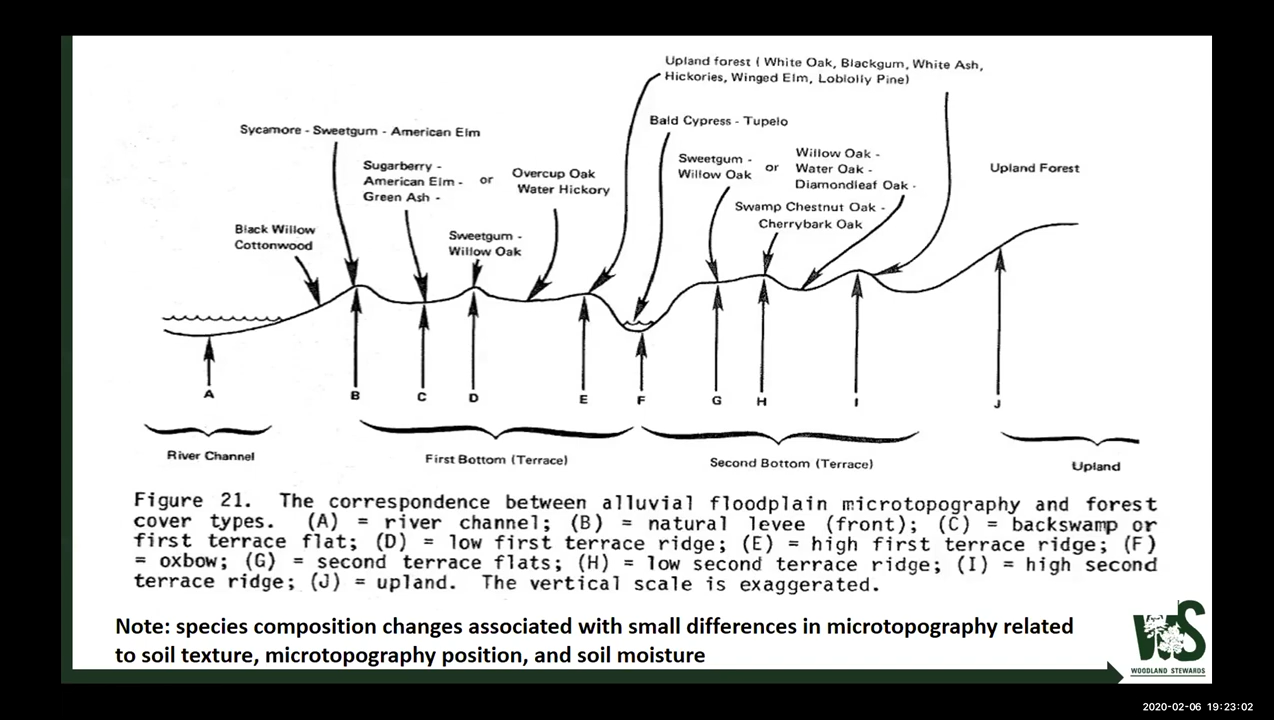 Upland forest ( White Oak, Blackgum, White Ash,
Hickories, Winged Elm, Loblolly Pine)
Bald Cypress - Tupelo
Sycamore - Sweetgum - American Elm
Sugarberry -
American Elm -
Green Ash -
or
Overcup Oak
Water Hickory
Sweetgum -
Willow Oak
or
Willow Oak -
Water Oak -
Diamondleaf Oak -
Upland Forest
Swamp Chestnut Oak -
Cherrybark Oak
Black Willow
Cottonwood
Sweetgum -
Willow Oak
A B C D E F G H I J
River Channel
First Bottom (Terrace)
Second Bottom (Terrace)
Upland
Figure 21. The correspondence between alluvial floodplain microtopography and forest
cover types. (A) = river channel; (B) = natural levee (front); (C) = backswamp or
first terrace flat; (D) = low first terrace ridge; (E) = high first terrace ridge; (F)
= oxbow; (G) = second terrace flats; (H) = low second terrace ridge; (I) = high second
terrace ridge; (J) = upland. The vertical scale is exaggerated.
Note: species composition changes associated with small differences in microtopography related
to soil texture, microtopography position, and soil moisture
WS
WOODLAND STEWARDS
2020-02-06 19:23:02